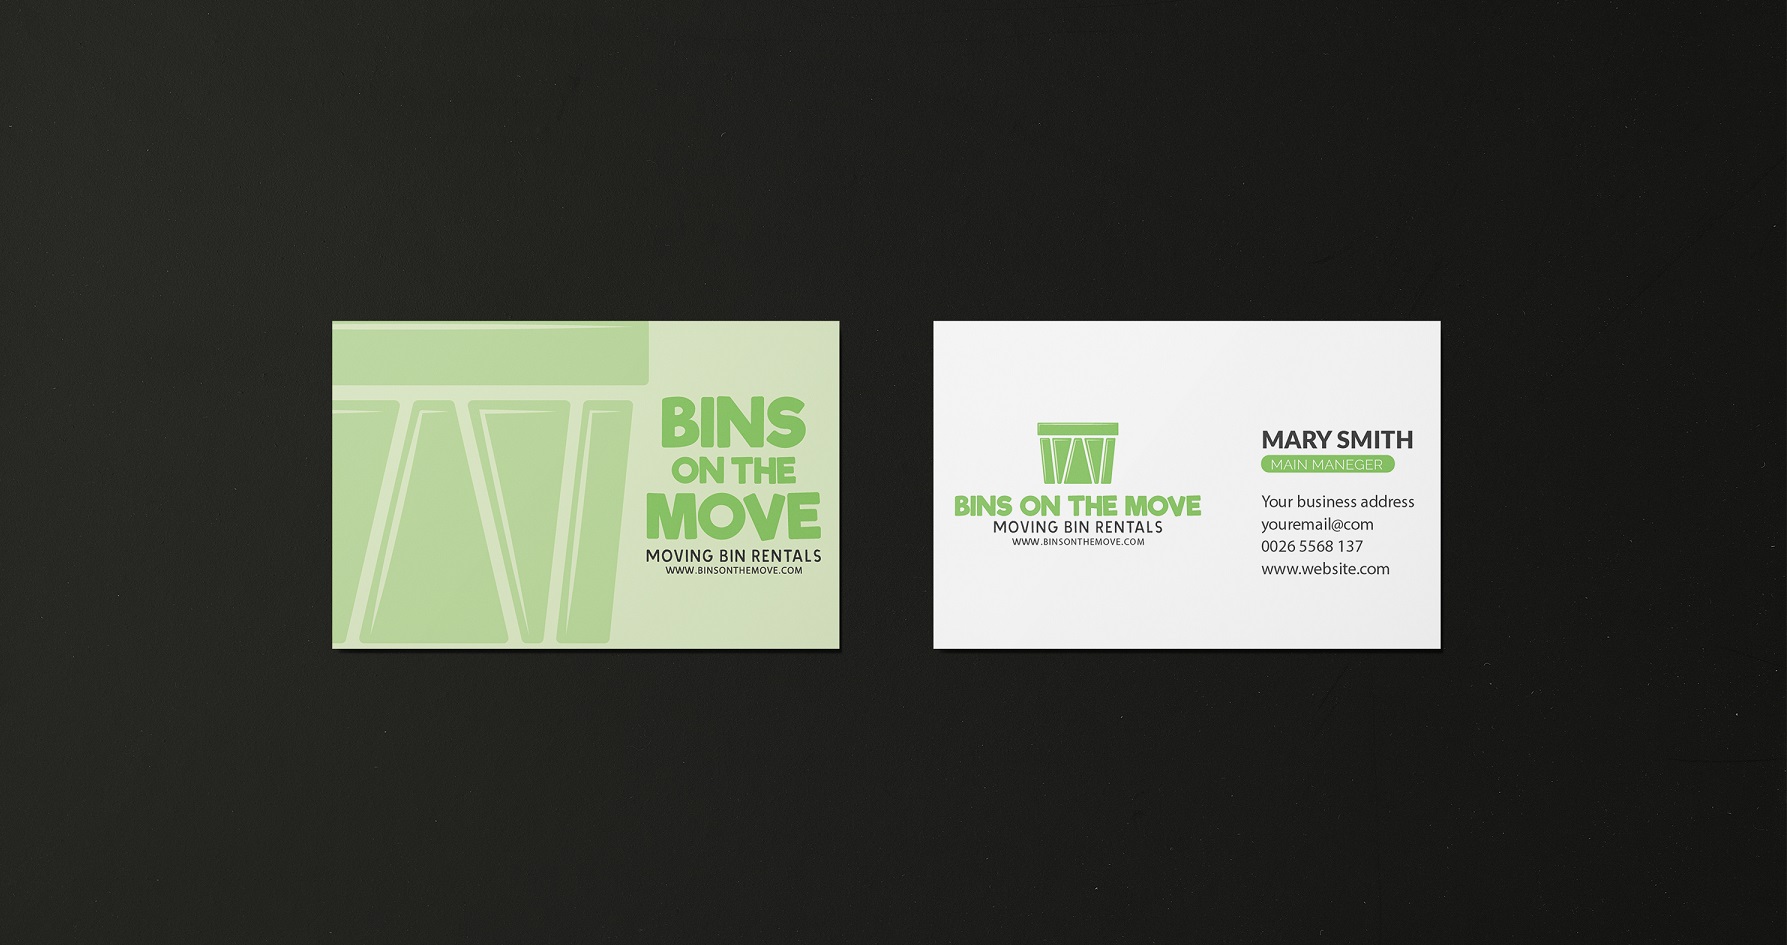 BINS
ON THE
MOVE
MOVING BIN RENTALS
WWW.BINSONTHEMOVE.COM
BINS ON THE MOVE
MOVING BIN RENTALS
WWW.BINSONTHEMOVE.COM
MARY SMITH
MAIN MANEGER
Your business address
youremail@com
0026 5568 137
www.website.com